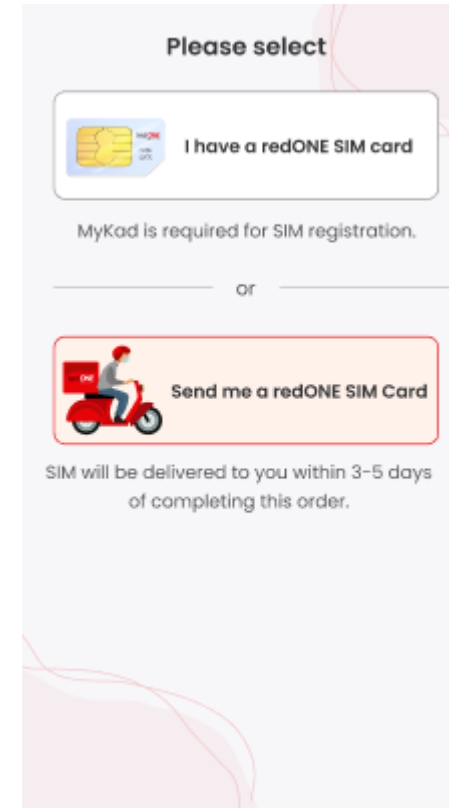 Please select
I have a redONE SIM card
MyKad is required for SIM registration.
or
ONE
Send me a redONE SIM Card
SIM will be delivered to you within 3-5 days
of completing this order.